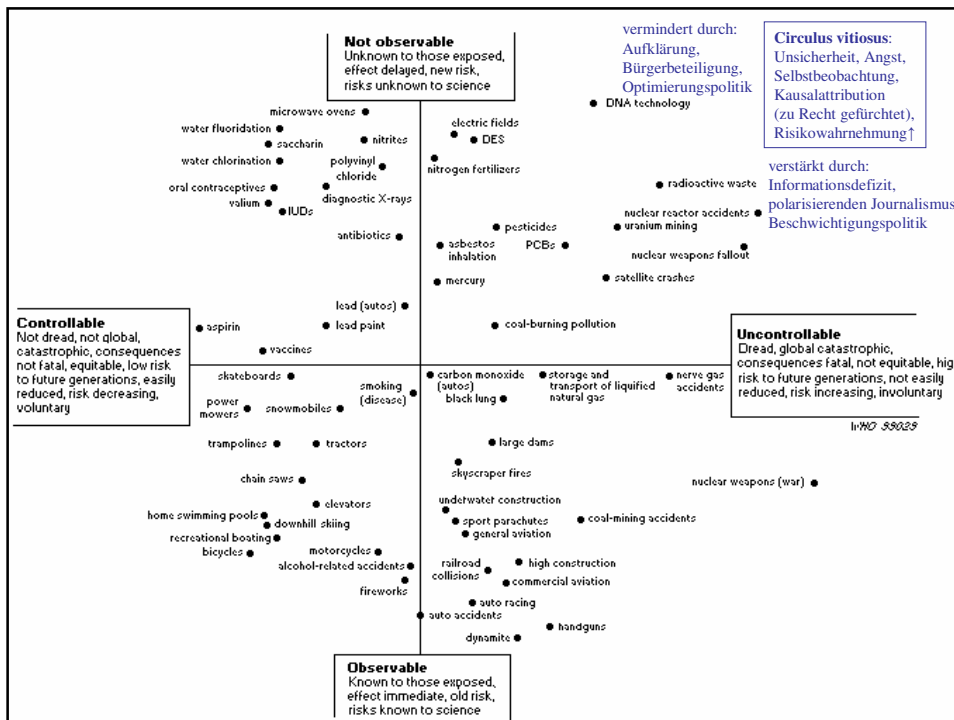 vermindert durch:
Aufklärung,
Bürgerbeteiligung,
Optimierungspolitik
Circulus vitiosus:
Unsicherheit, Angst,
Selbstbeobachtung,
Kausalattribution
(zu Recht gefürchtet),
Risikowahrnehmung↑
verstärkt durch:
Informationsdefizit,
polarisierenden Journalismus
Beschwichtigungspolitik
Not observable
Unknown to those exposed,
effect delayed, new risk,
risks unknown to science
DNA technology
microwave ovens
electric fields
water fluoridation
nitrites
DES
saccharin
water chlorination
polyvinyl
chloride
nitrogen fertilizers
oral contraceptives
diagnostic X-rays
radioactive waste
valium
IUDs
nuclear reactor accidents
pesticides
uranium mining
antibiotics
asbestos
inhalation
PCBs
nuclear weapons fallout
mercury
satellite crashes
lead (autos)
aspirin
lead paint
coal-burning pollution
vaccines
Controllable
Not dread, not global,
catastrophic, consequences
not fatal, equitable, low risk
to future generations, easily
reduced, risk decreasing,
voluntary
Uncontrollable
Dread, global catastrophic,
consequences fatal, not equitable, hig
risk to future generations, not easily
reduced, risk increasing, involuntary
WHO 99029
skateboards
smoking
(disease)
carbon monoxide
(autos)
storage and
transport of liquified
natural gas
nerve gas
accidents
power
mowers
snowmobiles
black lung
trampolines
tractors
large dams
chain saws
skyscraper fires
nuclear weapons (war)
elevators
underwater construction
home swimming pools
downhill skiing
sport parachutes
coal-mining accidents
recreational boating
general aviation
bicycles
motorcycles
alcohol-related accidents
railroad
collisions
high construction
fireworks
commercial aviation
auto racing
auto accidents
handguns
dynamite
Observable
Known to those exposed,
effect immediate, old risk,
risks known to science